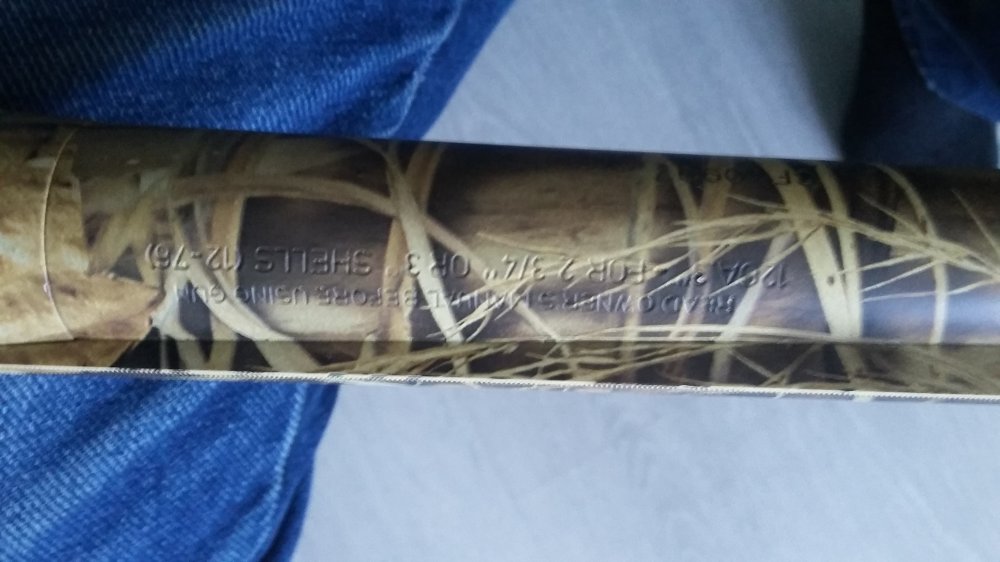 READ OWNER'S MANUAL BEFORE USING GUN
12GA 3" - FOR 2 3/4" OR 3" SHELLS (12-76)